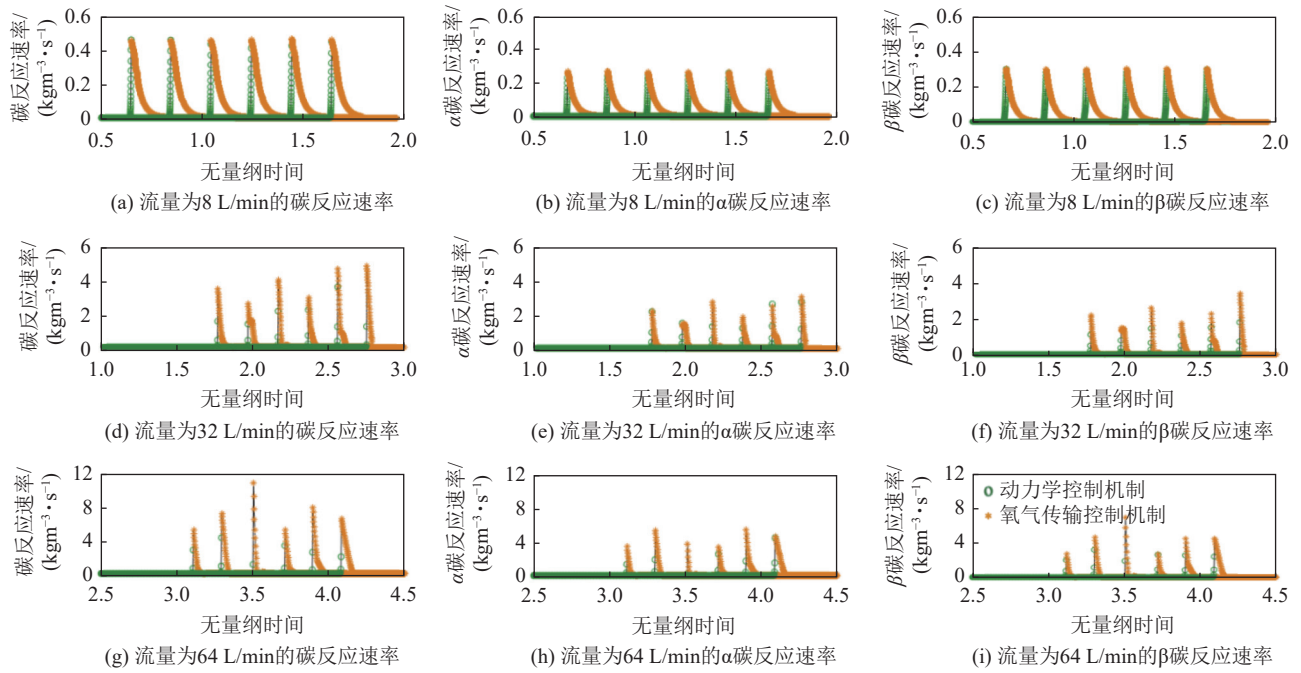 碳反应速率/
(kgm⁻³•s⁻¹)
0.6
0.4
0.2
0
0.5
1.0
1.5
2.0
无量纲时间
(a) 流量为8 L/min的碳反应速率
α碳反应速率/
(kgm⁻³•s⁻¹)
0.6
0.4
0.2
0
0.5
1.0
1.5
2.0
无量纲时间
(b) 流量为8 L/min的α碳反应速率
β碳反应速率/
(kgm⁻³•s⁻¹)
0.6
0.4
0.2
0
0.5
1.0
1.5
2.0
无量纲时间
(c) 流量为8 L/min的β碳反应速率
碳反应速率/
(kgm⁻³•s⁻¹)
6
4
2
0
1.0
1.5
2.0
2.5
3.0
无量纲时间
(d) 流量为32 L/min的碳反应速率
α碳反应速率/
(kgm⁻³•s⁻¹)
6
4
2
0
1.0
1.5
2.0
2.5
3.0
无量纲时间
(e) 流量为32 L/min的α碳反应速率
β碳反应速率/
(kgm⁻³•s⁻¹)
6
4
2
0
1.0
1.5
2.0
2.5
3.0
无量纲时间
(f) 流量为32 L/min的β碳反应速率
碳反应速率/
(kgm⁻³•s⁻¹)
12
8
4
0
2.5
3.0
3.5
4.0
4.5
无量纲时间
(g) 流量为64 L/min的碳反应速率
α碳反应速率/
(kgm⁻³•s⁻¹)
12
8
4
0
2.5
3.0
3.5
4.0
4.5
无量纲时间
(h) 流量为64 L/min的α碳反应速率
β碳反应速率/
(kgm⁻³•s⁻¹)
12
8
4
0
动力学控制机制
氧气传输控制机制
2.5
3.0
3.5
4.0
4.5
无量纲时间
(i) 流量为64 L/min的β碳反应速率